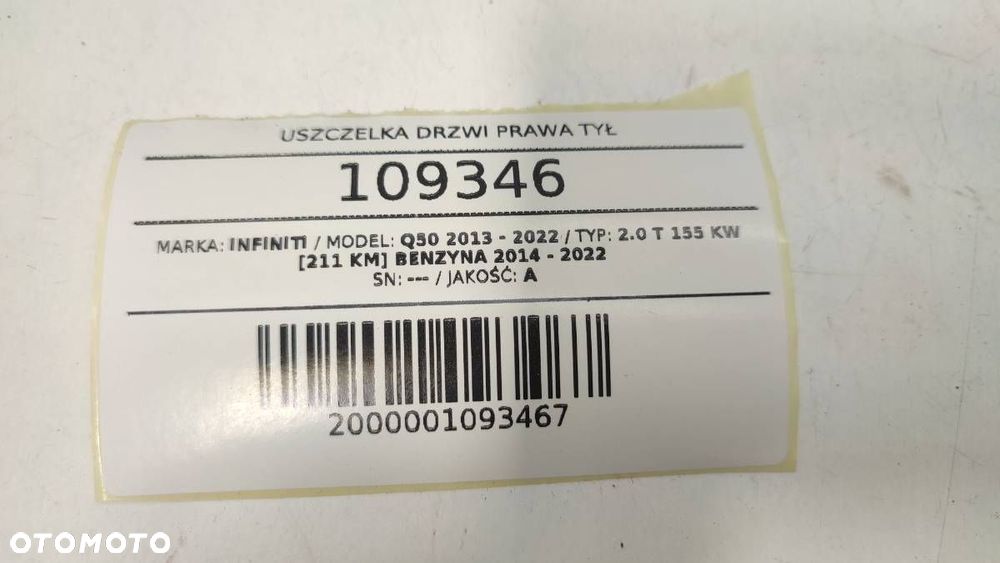 USZCZELKA DRZWI PRAWA TYŁ
109346
MARKA: INFINITI / MODEL: Q50 2013 - 2022 / TYP: 2.0 T 155 KW
[211 KM] BENZYNA 2014 - 2022
SN: --- / JAKOŚĆ: A
2000001093467
OTOMOTO